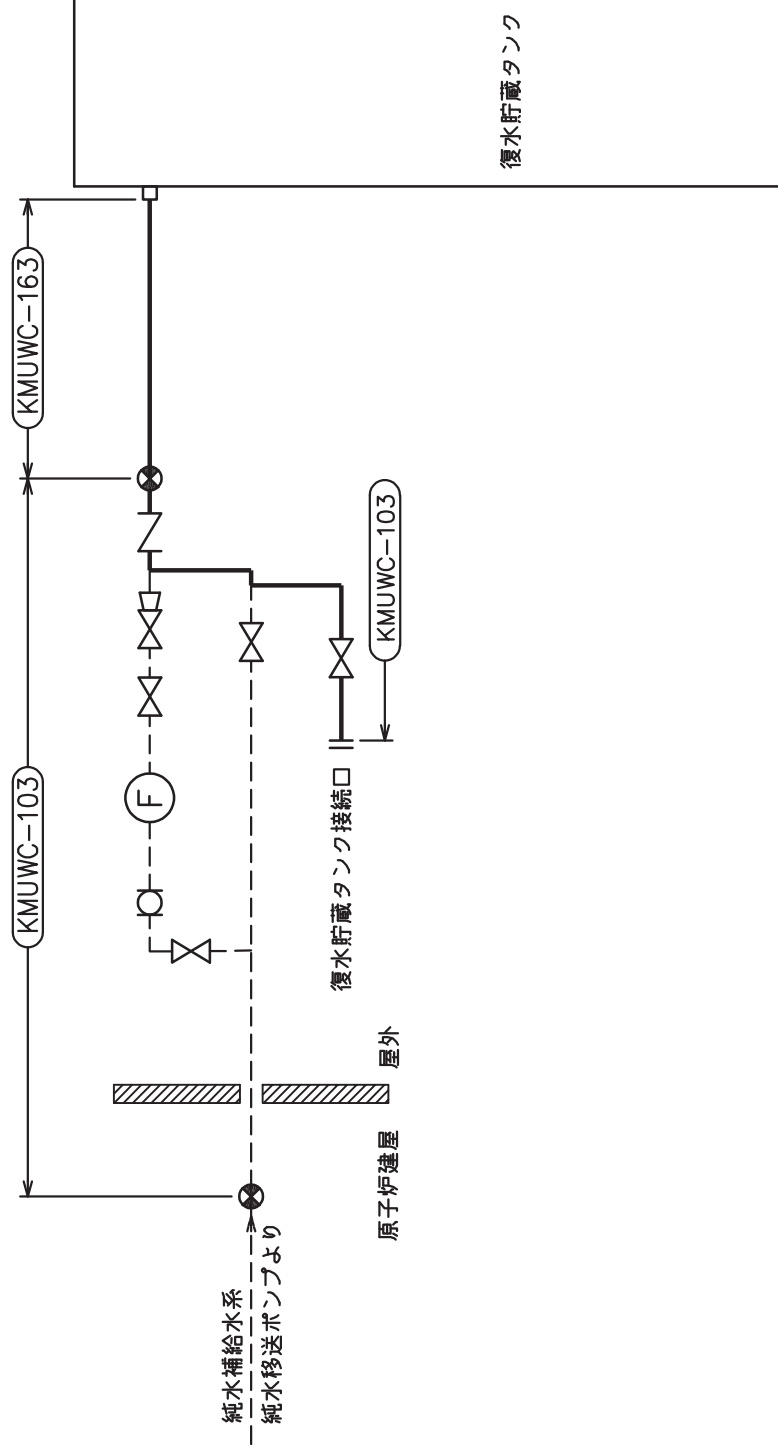 復水貯蔵タンク
KMUWC-163
KMUWC-103
KMUWC-103
F
復水貯蔵タンク接続口
屋外
原子炉建屋
純水補給水系
純水移送ポンプより